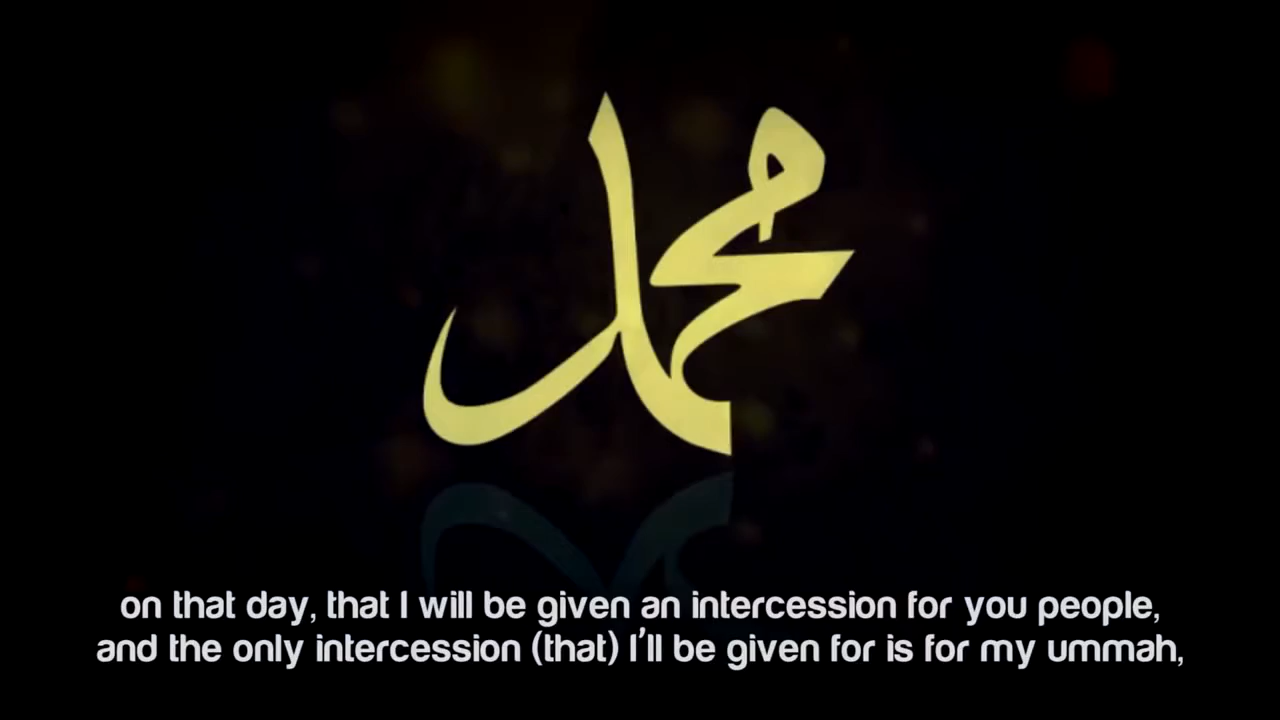 محمد
on that day, that I will be given an intercession for you people,
and the only intercession (that) I'll be given for is for my ummah,